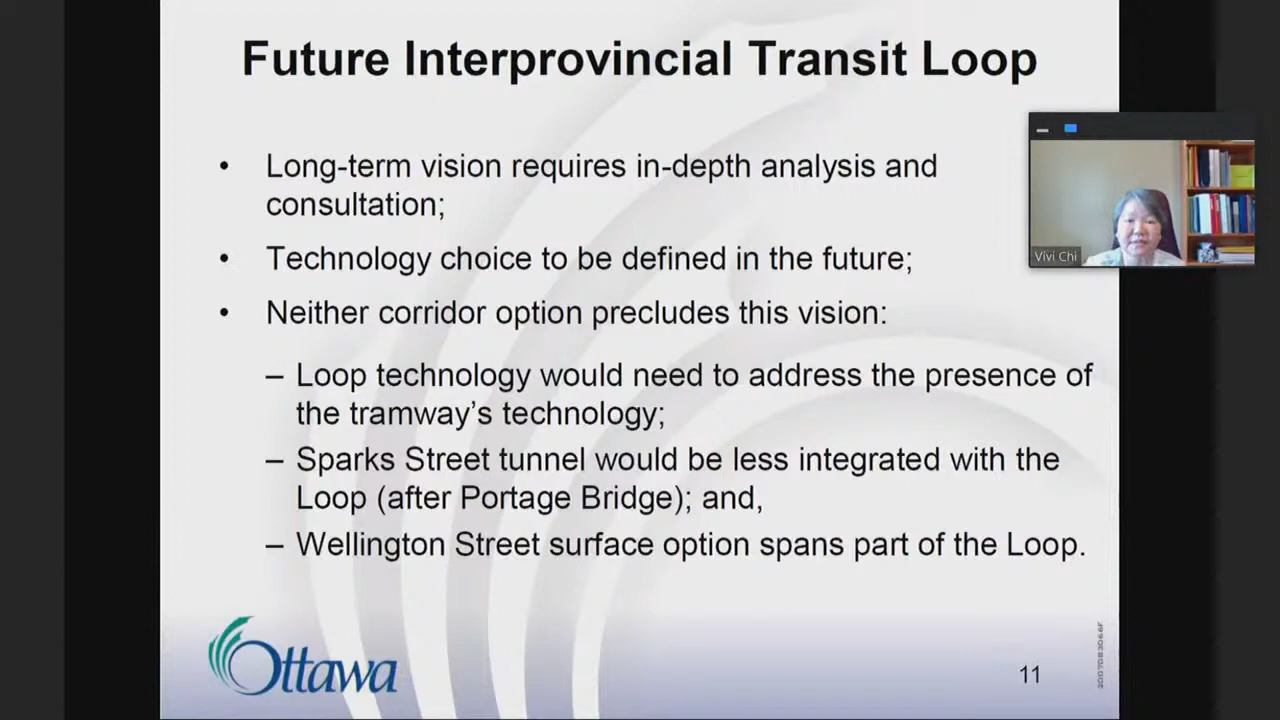 Future Interprovincial Transit Loop
• Long-term vision requires in-depth analysis and
consultation;
• Technology choice to be defined in the future;
• Neither corridor option precludes this vision:
– Loop technology would need to address the presence of
the tramway's technology;
– Sparks Street tunnel would be less integrated with the
Loop (after Portage Bridge); and,
– Wellington Street surface option spans part of the Loop.
Vivi Chi
Ottawa
11
2007083066F